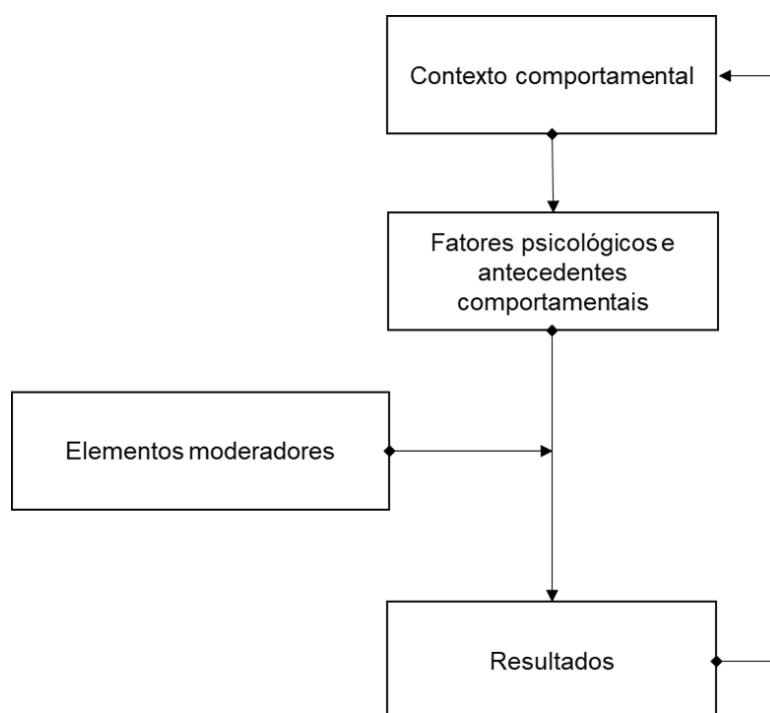 Contexto comportamental
Fatores psicológicos e
antecedentes
comportamentais
Elementos moderadores
Resultados